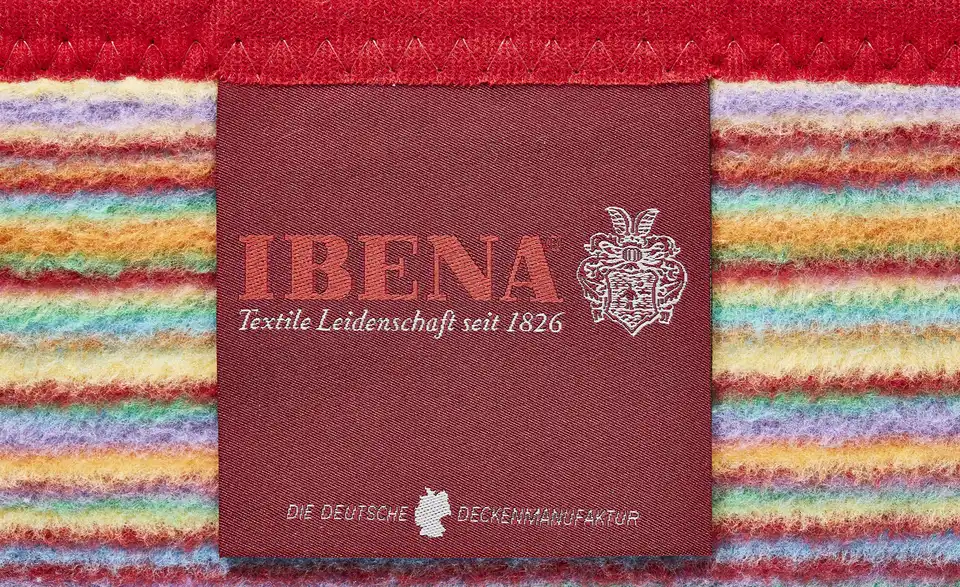 IBENA
Textile Leidenschaft seit 1826
DIE DEUTSCHE DECKENMANUFAKTUR